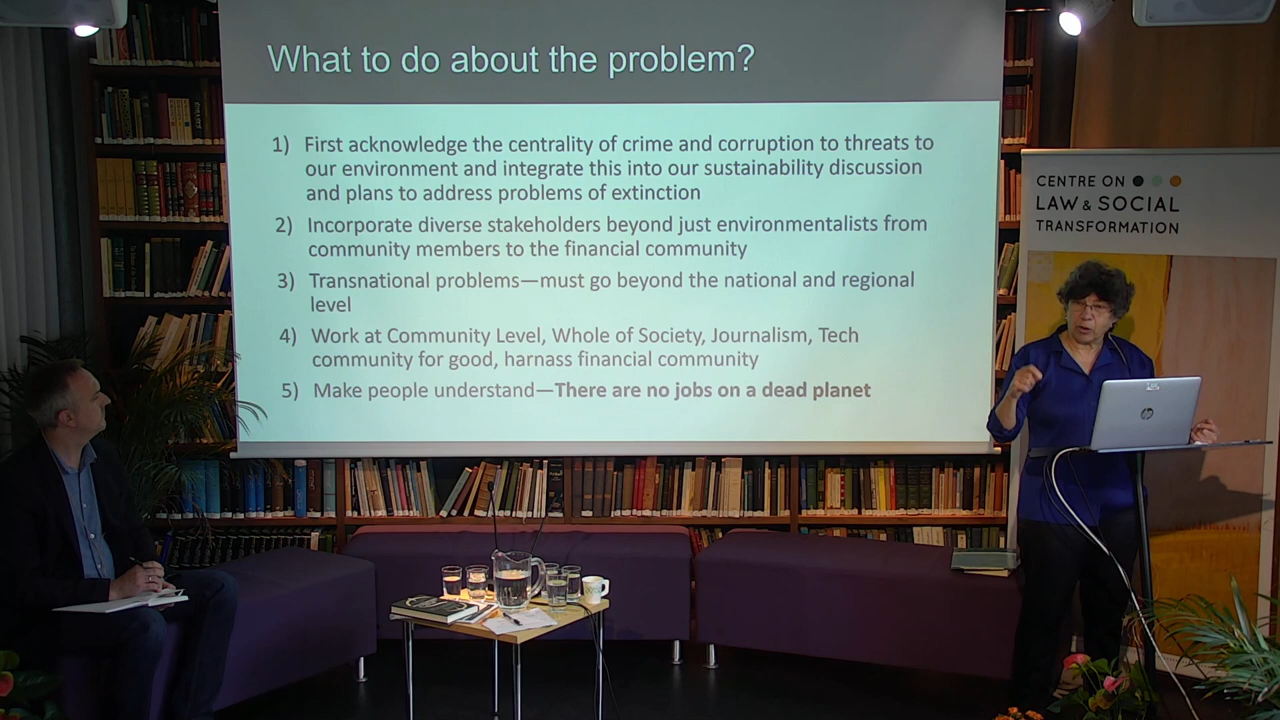 What to do about the problem?
1) First acknowledge the centrality of crime and corruption to threats to
our environment and integrate this into our sustainability discussion
and plans to address problems of extinction
2) Incorporate diverse stakeholders beyond just environmentalists from
community members to the financial community
3) Transnational problems—must go beyond the national and regional
level
4) Work at Community Level, Whole of Society, Journalism, Tech
community for good, harnass financial community
5) Make people understand—There are no jobs on a dead planet
CENTRE ON
LAW & SOCIAL
TRANSFORMATION
hp